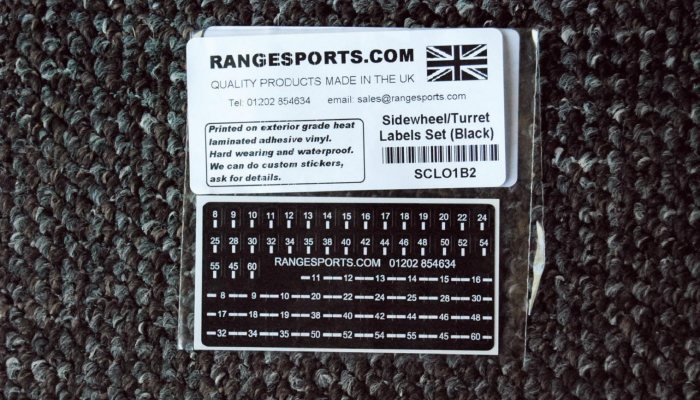 RANGESPORTS.COM
QUALITY PRODUCTS MADE IN THE UK
Tel: 01202 854634 email: sales@rangesports.com
Printed on exterior grade heat
laminated adhesive vinyl.
Hard wearing and waterproof.
We can do custom stickers,
ask for details.
Sidewheel/Turret
Labels Set (Black)
SCLO1B2
8 9 10 11 12 13 14 15 16 17 18 19 20 22 24
25 28 30 32 34 35 38 40 42 44 46 48 50 52 54
55 45 60
RANGESPORTS.COM 01202 854634
11 12 13 14 15 16
8 9 10 20 22 24 25 26 28 30
17 18 19 35 38 40 42 44 46 48
32 34 50 52 54 55 45 60